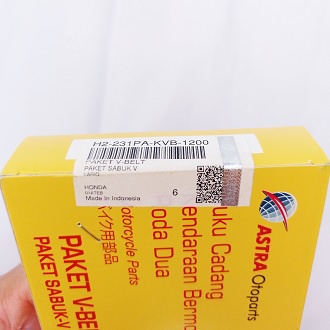 H2-231PA-KVB-1200
PAKET V-BELT
PAKET SABUK V
HONDA
Made In Indonesia
6
ASTRA Otoparts
uku Cadang
endaraan Bermo
oda Dua
otorcycle Parts
イク用部品
PAKET V-BELT
PAKET SABUK-V